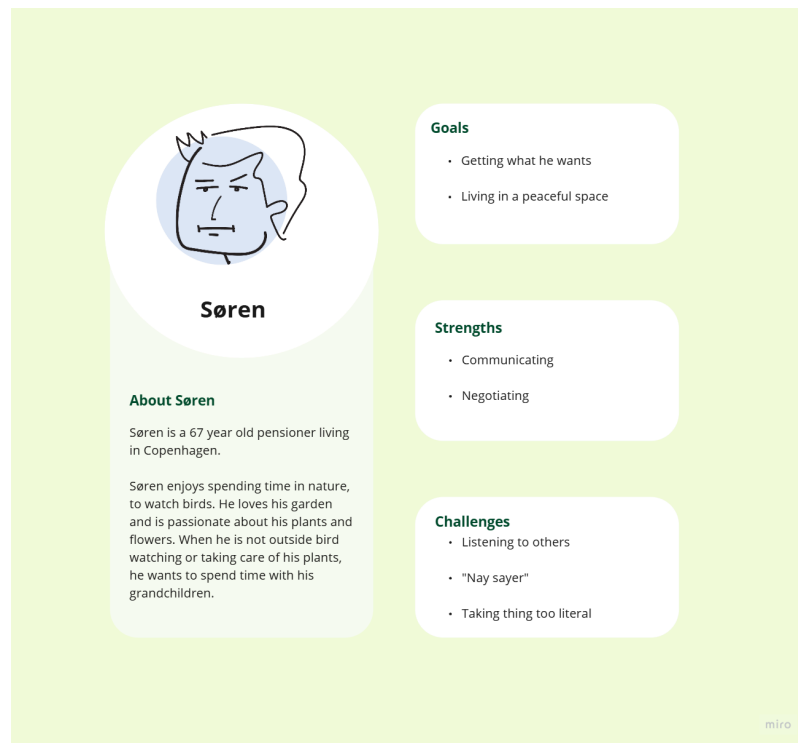 Søren
About Søren
Søren is a 67 year old pensioner living
in Copenhagen.
Søren enjoys spending time in nature,
to watch birds. He loves his garden
and is passionate about his plants and
flowers. When he is not outside bird
watching or taking care of his plants,
he wants to spend time with his
grandchildren.
Goals
• Getting what he wants
• Living in a peaceful space
Strengths
• Communicating
• Negotiating
Challenges
• Listening to others
• "Nay sayer"
• Taking thing too literal
miro